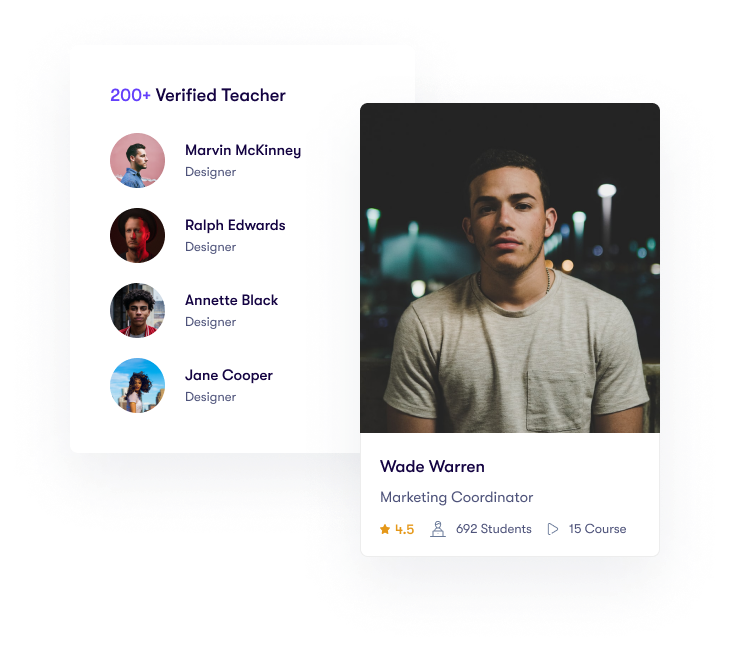 200+ Verified Teacher
Marvin McKinney
Designer
Ralph Edwards
Designer
Annette Black
Designer
Jane Cooper
Designer
Wade Warren
Marketing Coordinator
4.5 692 Students 15 Course